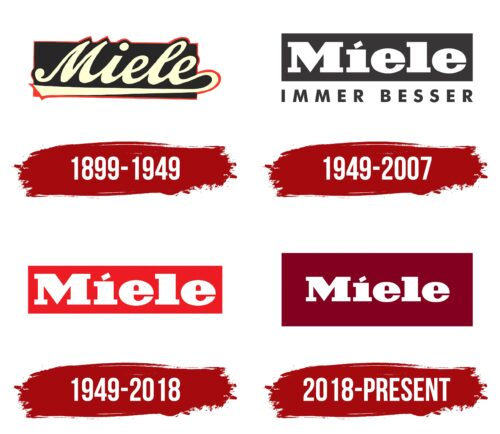 Miele
Miele
IMMER BESSER
1899-1949
1949-2007
Miele
Miele
1949-2018
2018-PRESENT